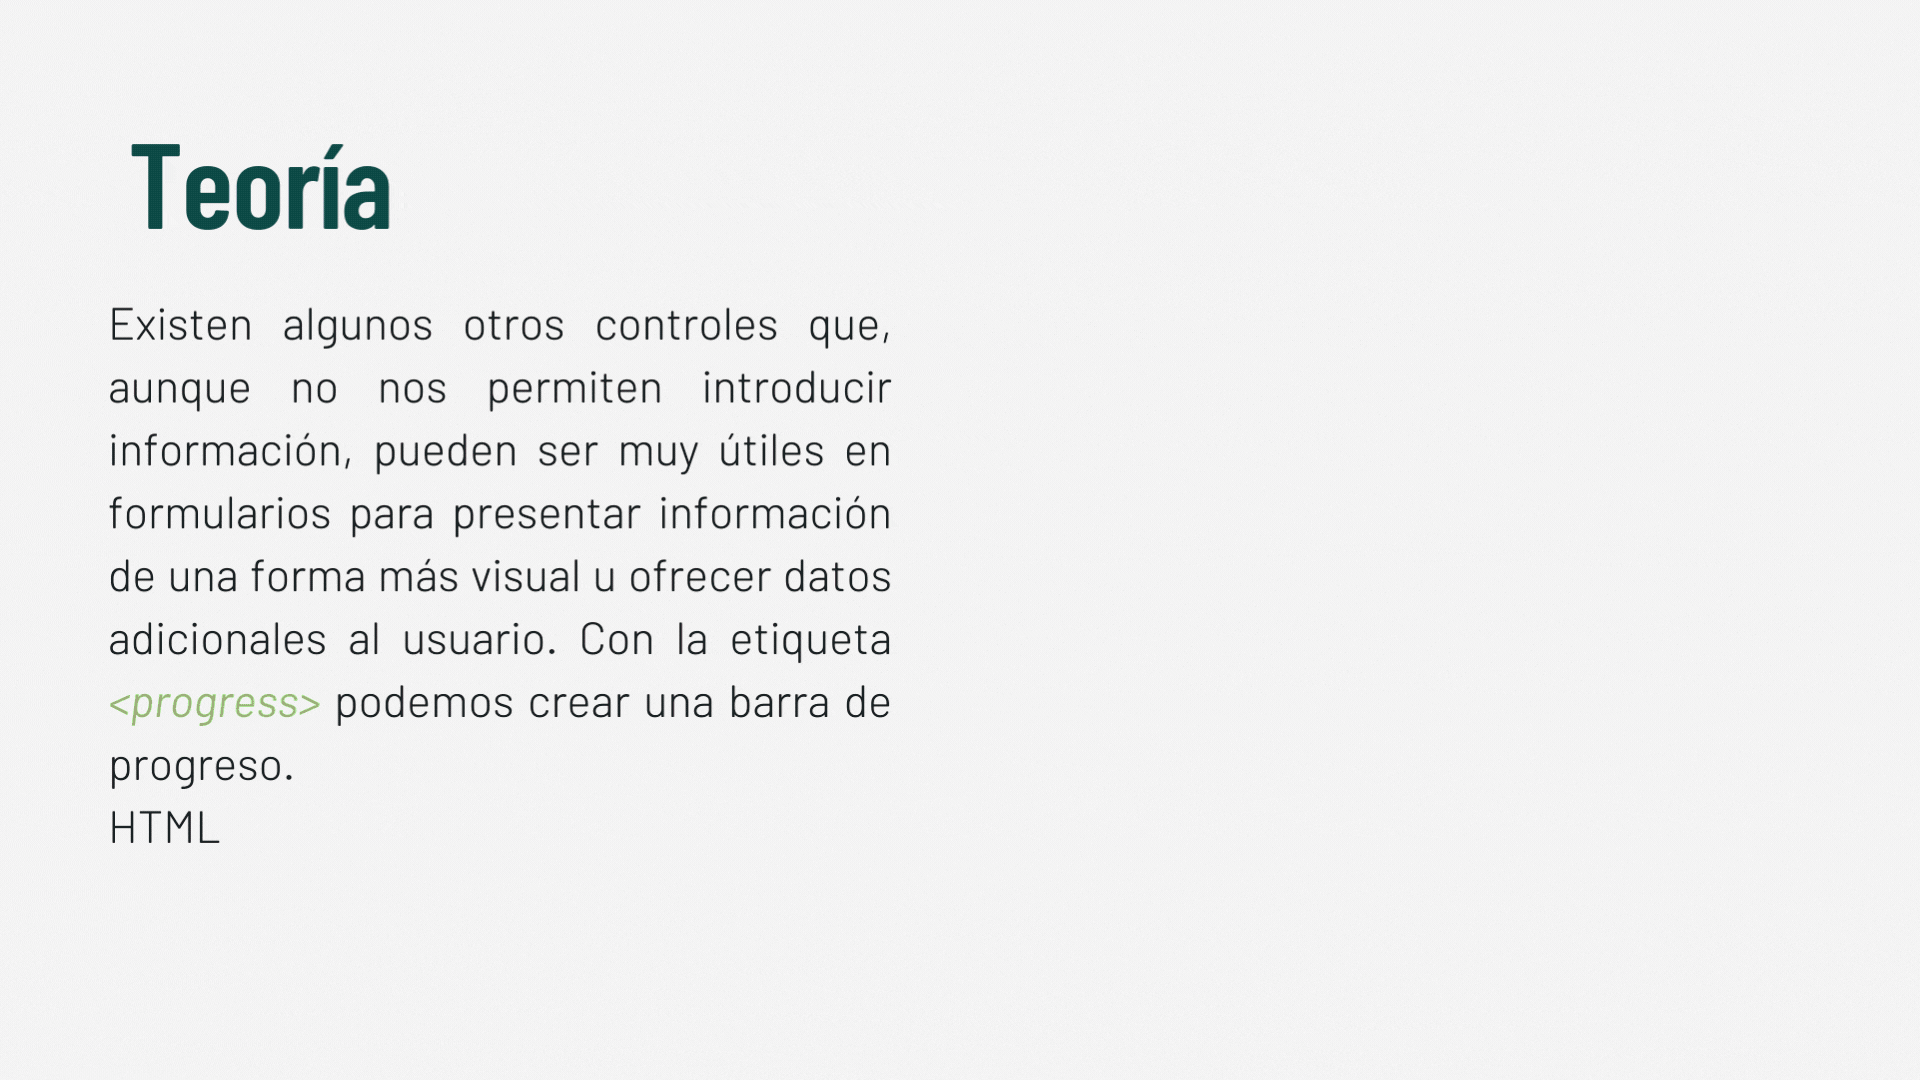 Teoría
Existen algunos otros controles que,
aunque no nos permiten introducir
información, pueden ser muy útiles en
formularios para presentar información
de una forma más visual u ofrecer datos
adicionales al usuario. Con la etiqueta
<progress> podemos crear una barra de
progreso.
HTML